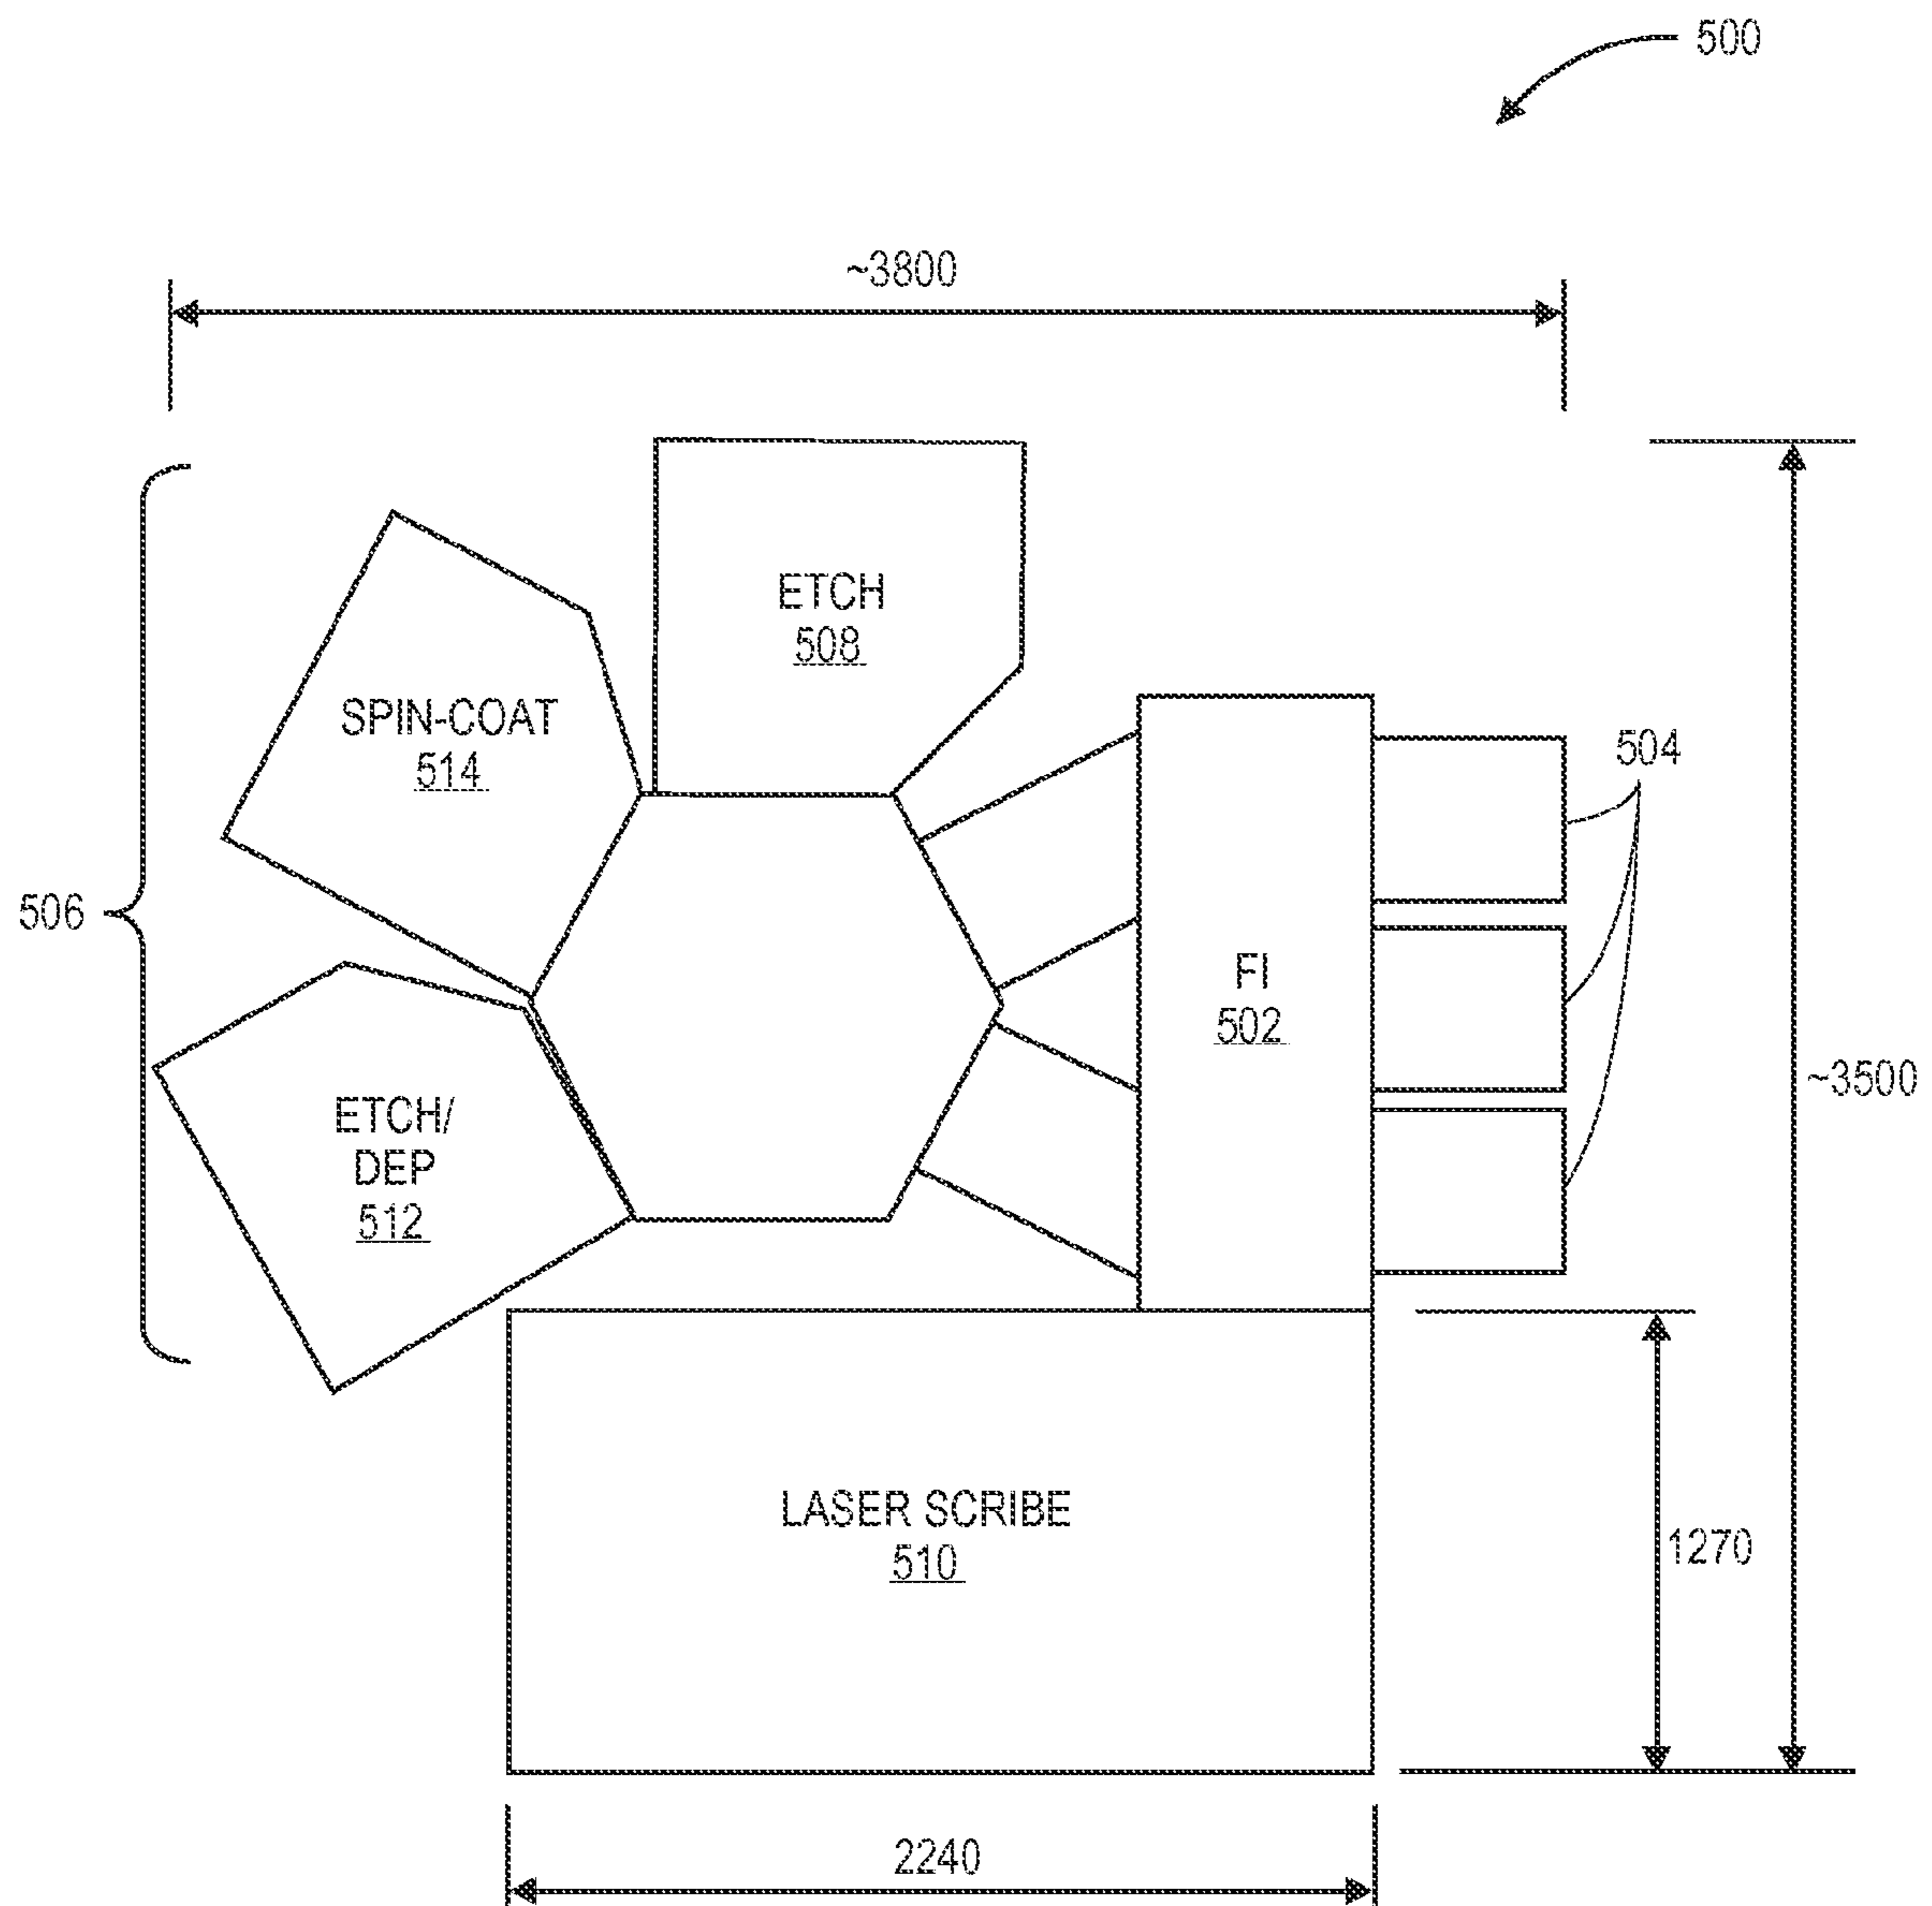 500
~3800
ETCH
508
SPIN-COAT
514
504
506
FI
502
~3500
ETCH/
DEP
512
LASER SCRIBE
510
1270
2240